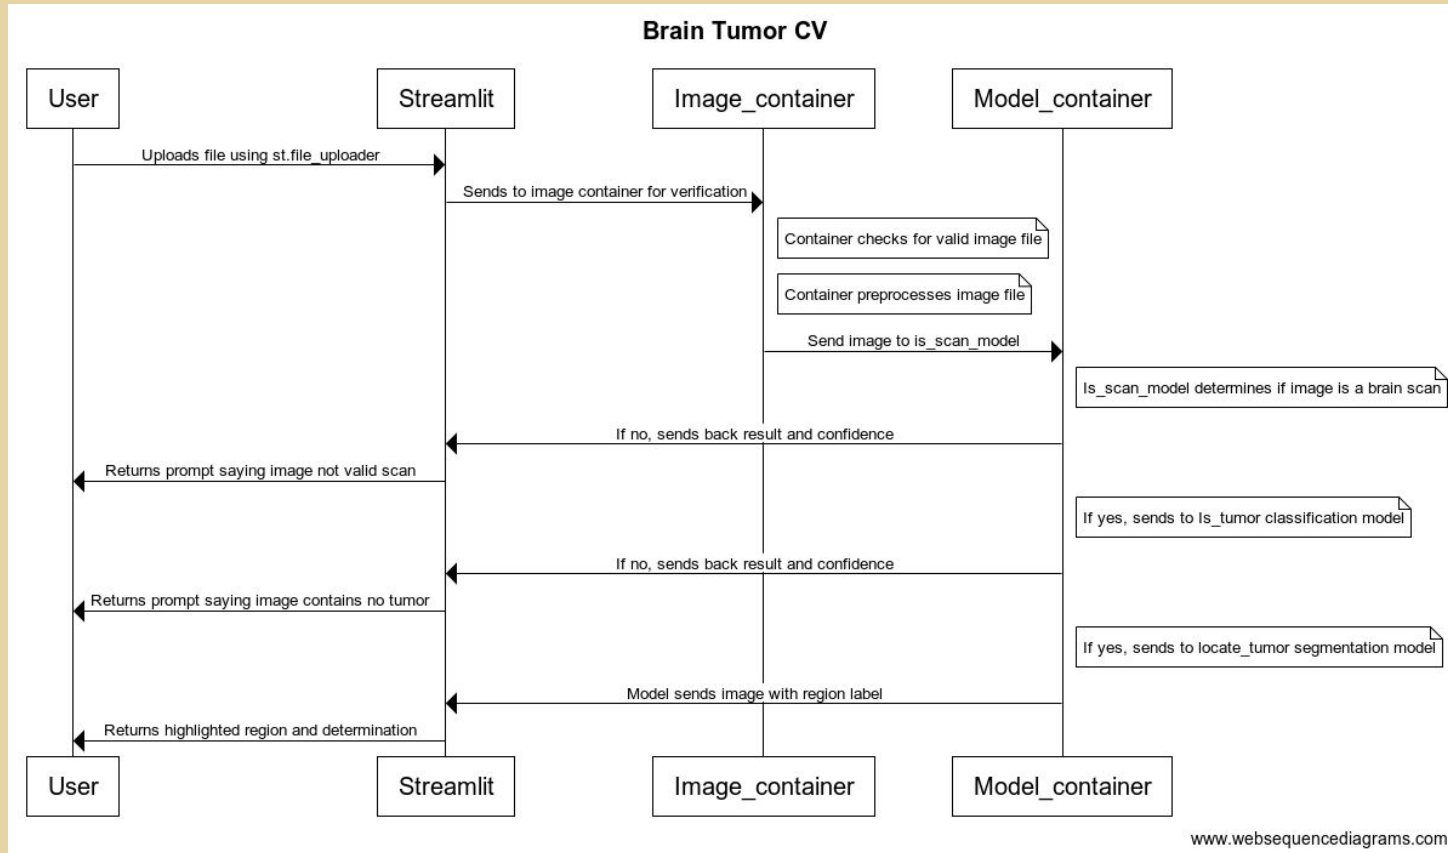 Brain Tumor CV
User
Streamlit
Image_container
Model_container
Uploads file using st.file_uploader
Sends to image container for verification
Container checks for valid image file
Container preprocesses image file
Send image to is_scan_model
Is_scan_model determines if image is a brain scan
If no, sends back result and confidence
Returns prompt saying image not valid scan
If yes, sends to Is_tumor classification model
If no, sends back result and confidence
Returns prompt saying image contains no tumor
If yes, sends to locate_tumor segmentation model
Model sends image with region label
Returns highlighted region and determination
User
Streamlit
Image_container
Model_container
www.websequencediagrams.com